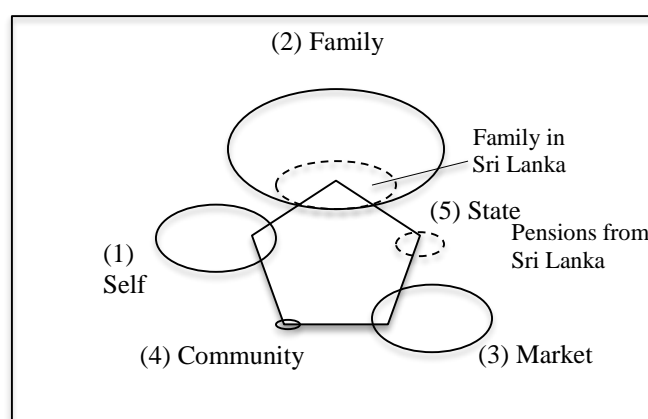 (2) Family
Family in
Sri Lanka
(5) State
Pensions from
Sri Lanka
(1)
Self
(4) Community
(3) Market